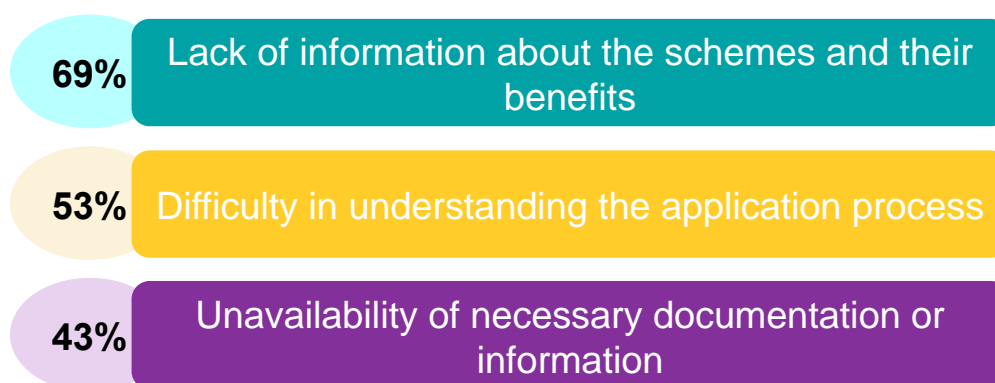 69%
Lack of information about the schemes and their
benefits
53%
Difficulty in understanding the application process
43%
Unavailability of necessary documentation or
information